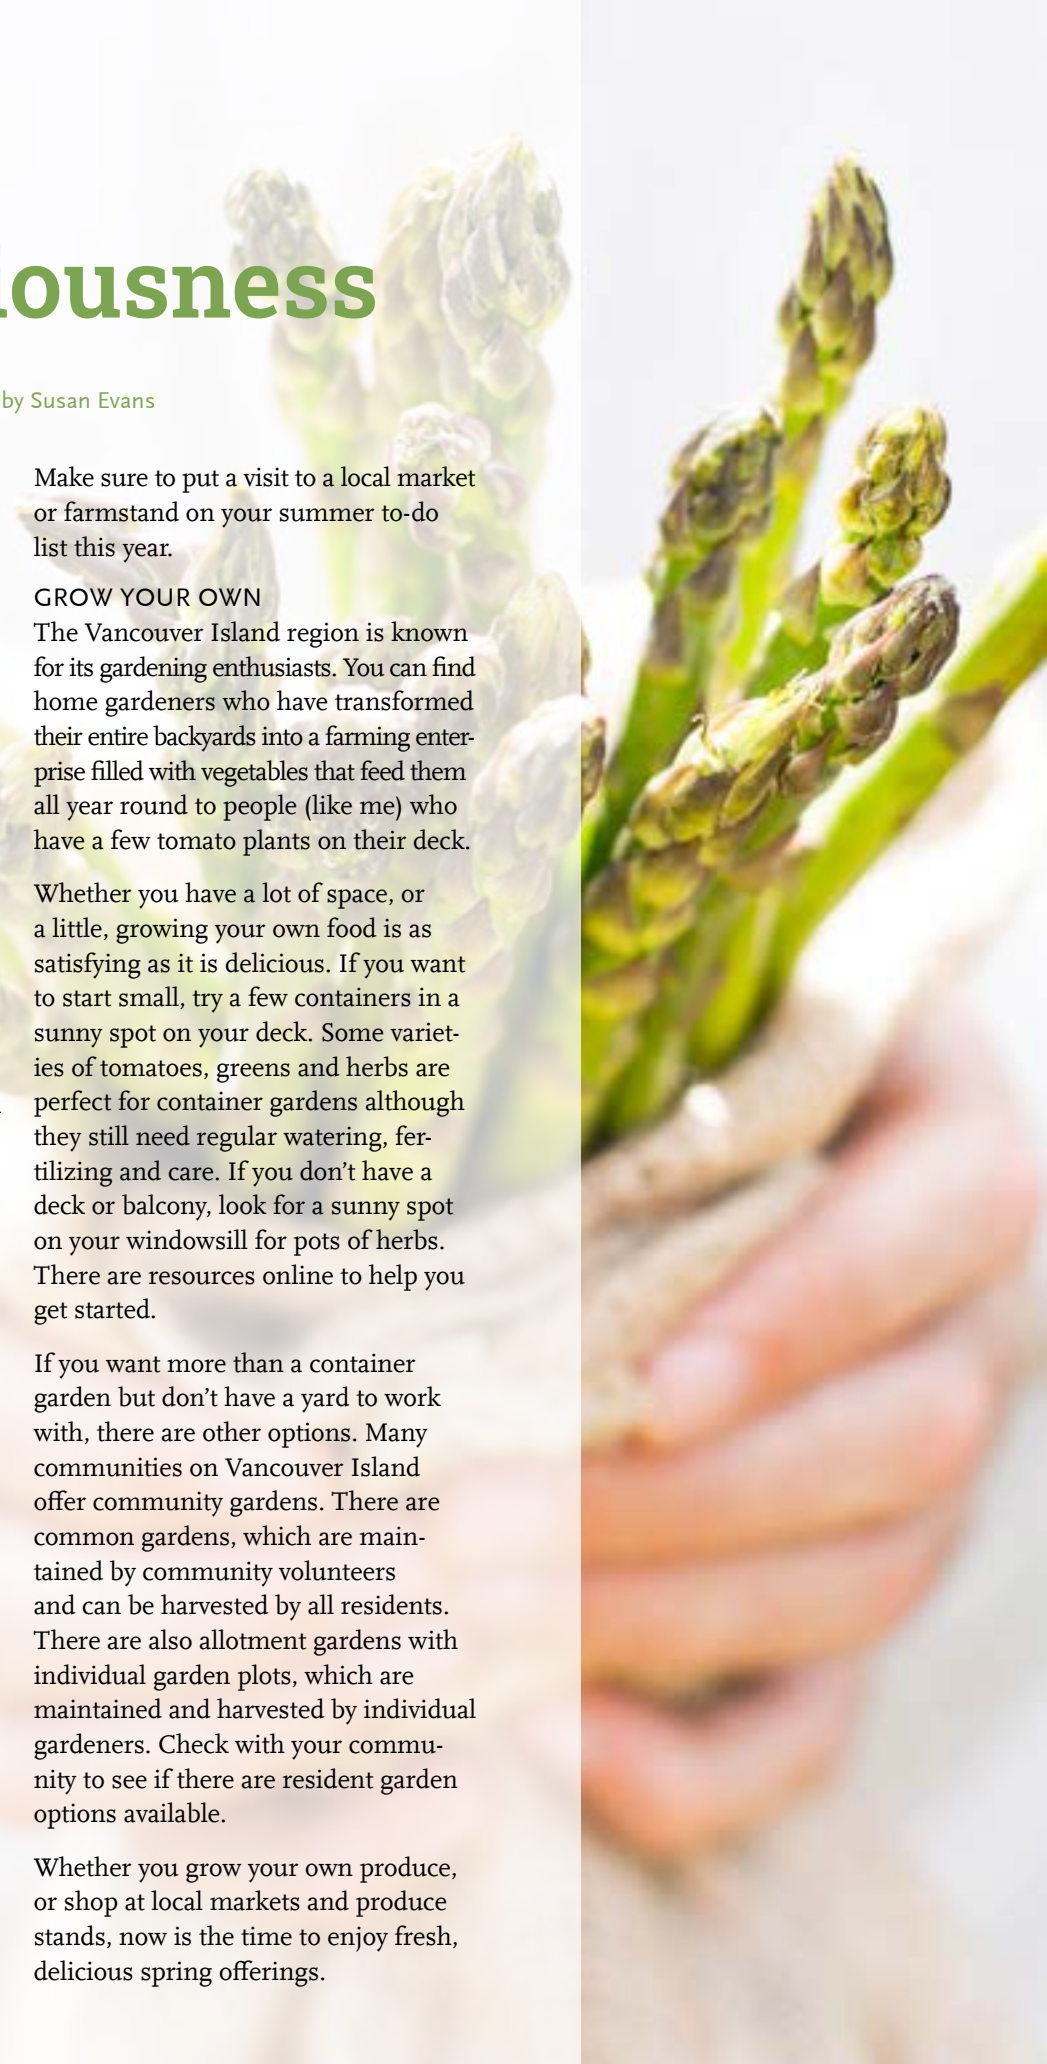 iousness
by Susan Evans
Make sure to put a visit to a local market
or farmstand on your summer to-do
list this year.
GROW YOUR OWN
The Vancouver Island region is known
for its gardening enthusiasts. You can find
home gardeners who have transformed
their entire backyards into a farming enter-
prise filled with vegetables that feed them
all year round to people (like me) who
have a few tomato plants on their deck.
Whether you have a lot of space, or
a little, growing your own food is as
satisfying as it is delicious. If you want
to start small, try a few containers in a
sunny spot on your deck. Some variet-
ies of tomatoes, greens and herbs are
perfect for container gardens although
they still need regular watering, fer-
tilizing and care. If you don’t have a
deck or balcony, look for a sunny spot
on your windowsill for pots of herbs.
There are resources online to help you
get started.
If you want more than a container
garden but don’t have a yard to work
with, there are other options. Many
communities on Vancouver Island
offer community gardens. There are
common gardens, which are main-
tained by community volunteers
and can be harvested by all residents.
There are also allotment gardens with
individual garden plots, which are
maintained and harvested by individual
gardeners. Check with your commu-
nity to see if there are resident garden
options available.
Whether you grow your own produce,
or shop at local markets and produce
stands, now is the time to enjoy fresh,
delicious spring offerings.